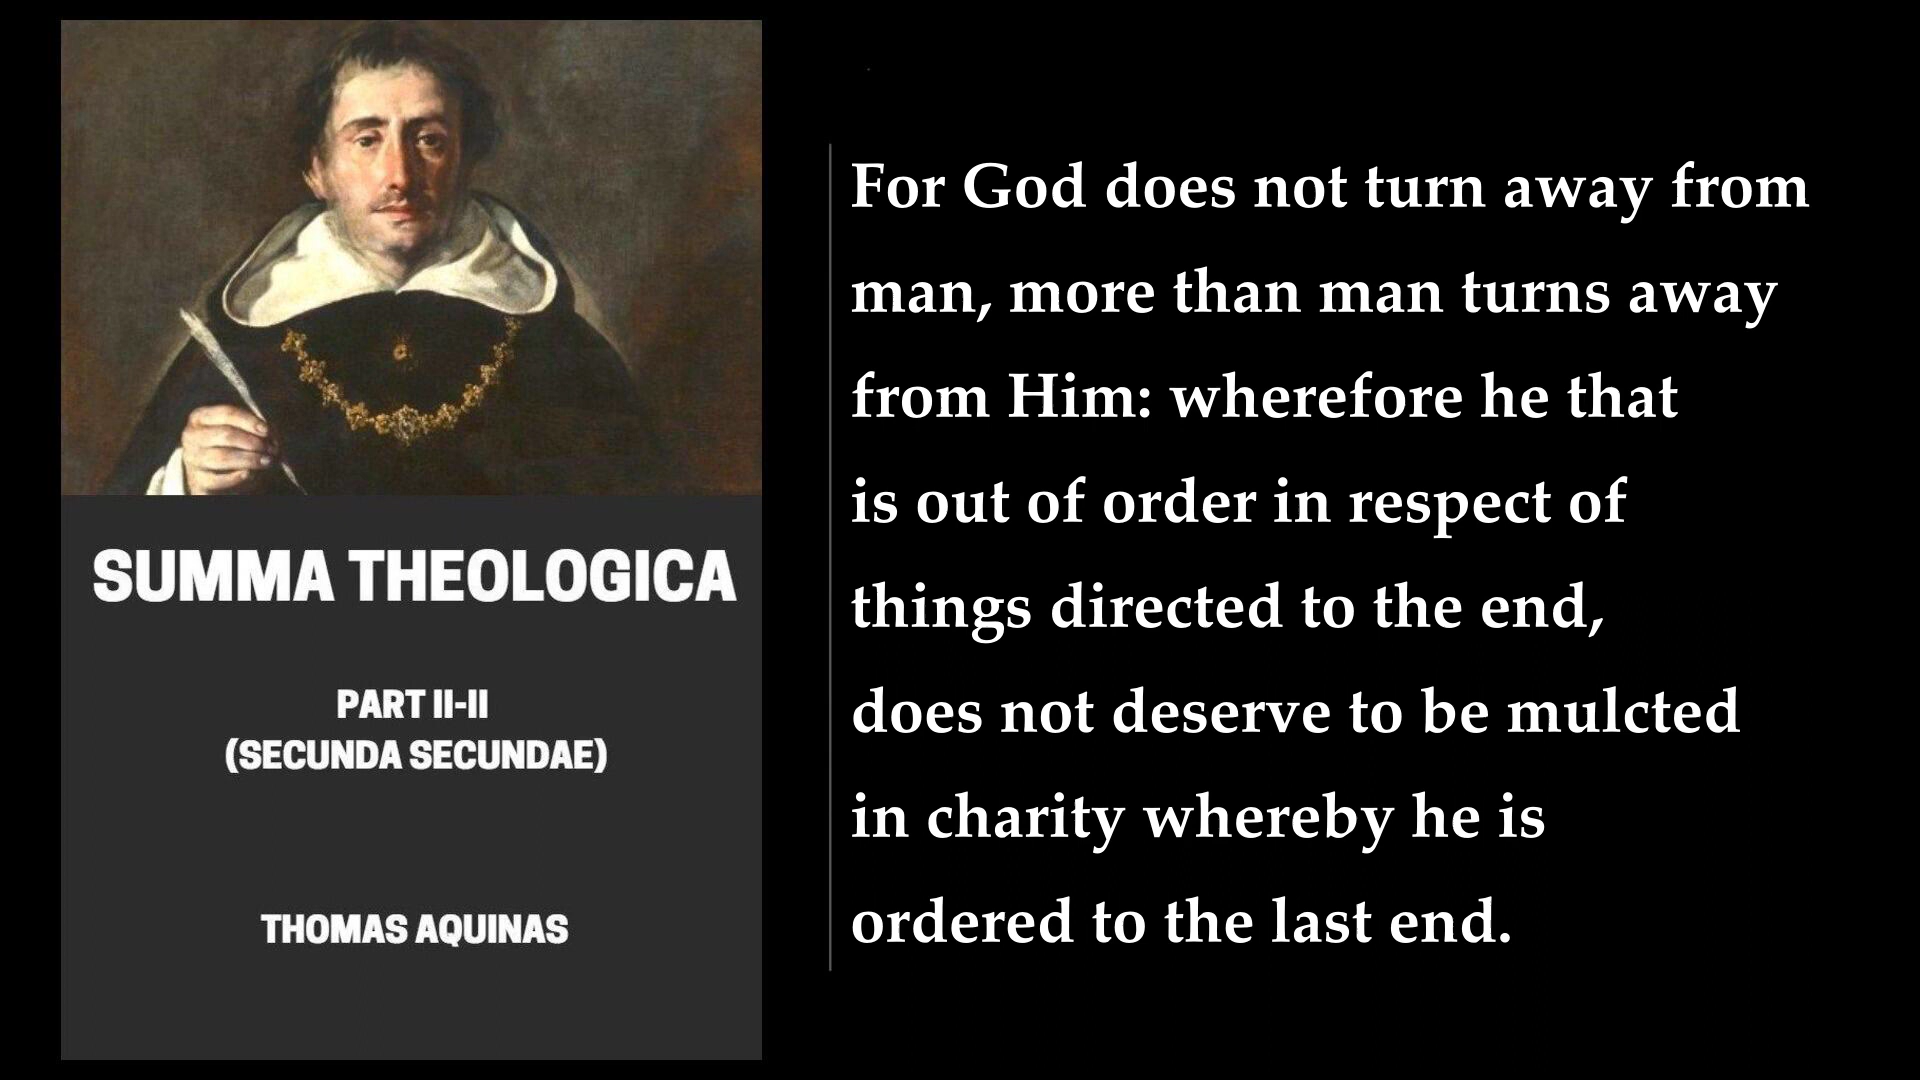 SUMMA THEOLOGICA
PART II-II
(SECUNDA SECUNDAE)
THOMAS AQUINAS
For God does not turn away from
man, more than man turns away
from Him: wherefore he that
is out of order in respect of
things directed to the end,
does not deserve to be mulcted
in charity whereby he is
ordered to the last end.